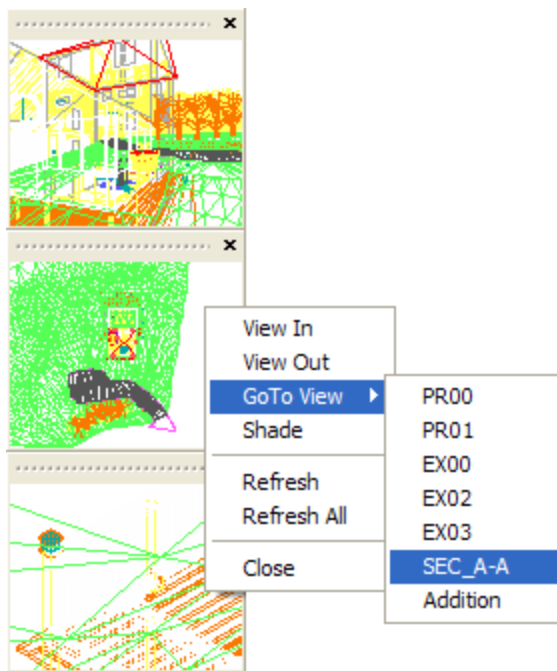 View In
View Out
GoTo View
Shade
Refresh
Refresh All
Close
PR00
PR01
EX00
EX02
EX03
SEC_A-A
Addition